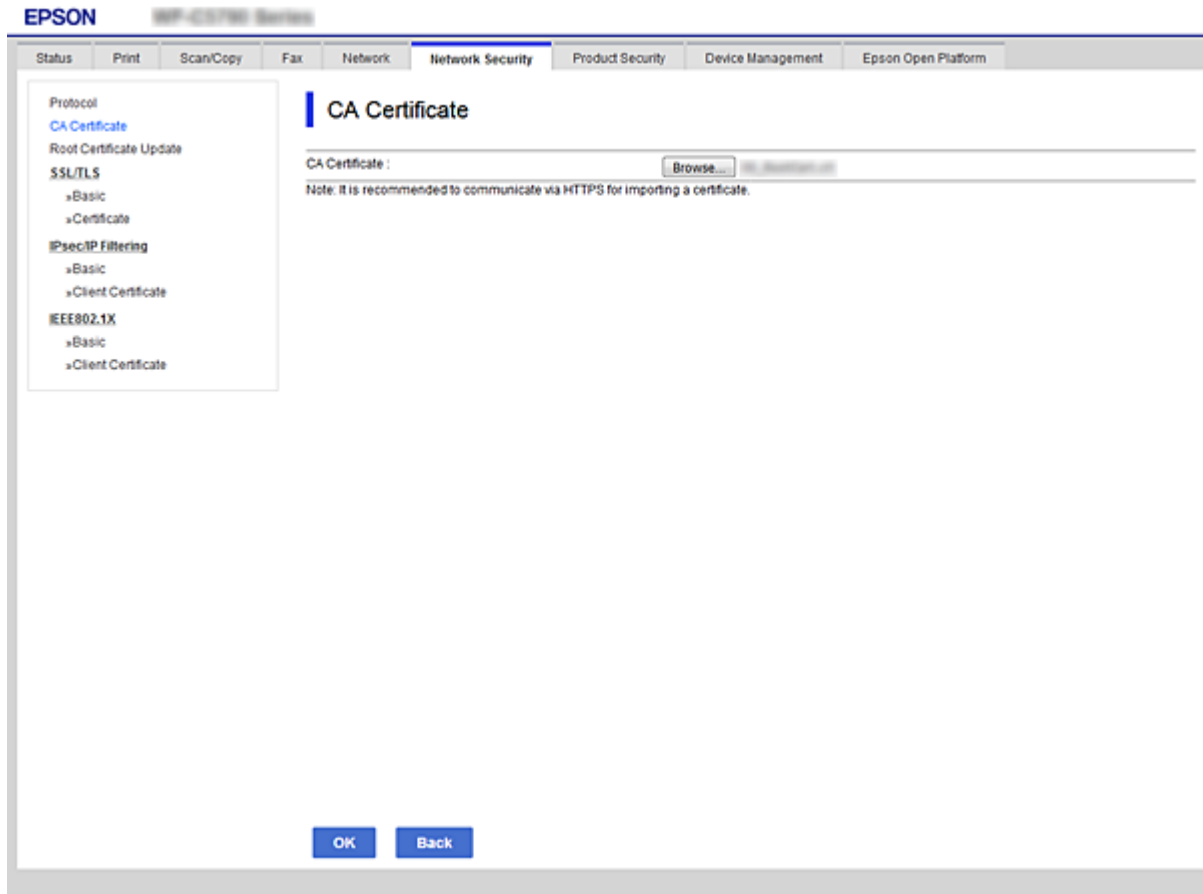 EPSON
Status Print Scan/Copy Fax Network Network Security Product Security Device Management Epson Open Platform
Protocol
CA Certificate
Root Certificate Update
SSL/TLS
»Basic
»Certificate
IPsec/IP Filtering
»Basic
»Client Certificate
IEEE802.1X
»Basic
»Client Certificate
CA Certificate
CA Certificate :
Browse...
Note: It is recommended to communicate via HTTPS for importing a certificate.
OK
Back